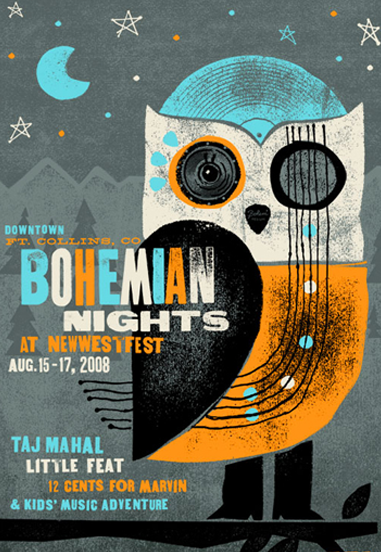 DOWNTOWN
FT. COLLINS, CO
BOHEMIAN
NIGHTS
AT NEWWESTFEST
AUG. 15-17, 2008
TAJ MAHAL
LITTLE FEAT
12 CENTS FOR MARVIN
& KIDS' MUSIC ADVENTURE